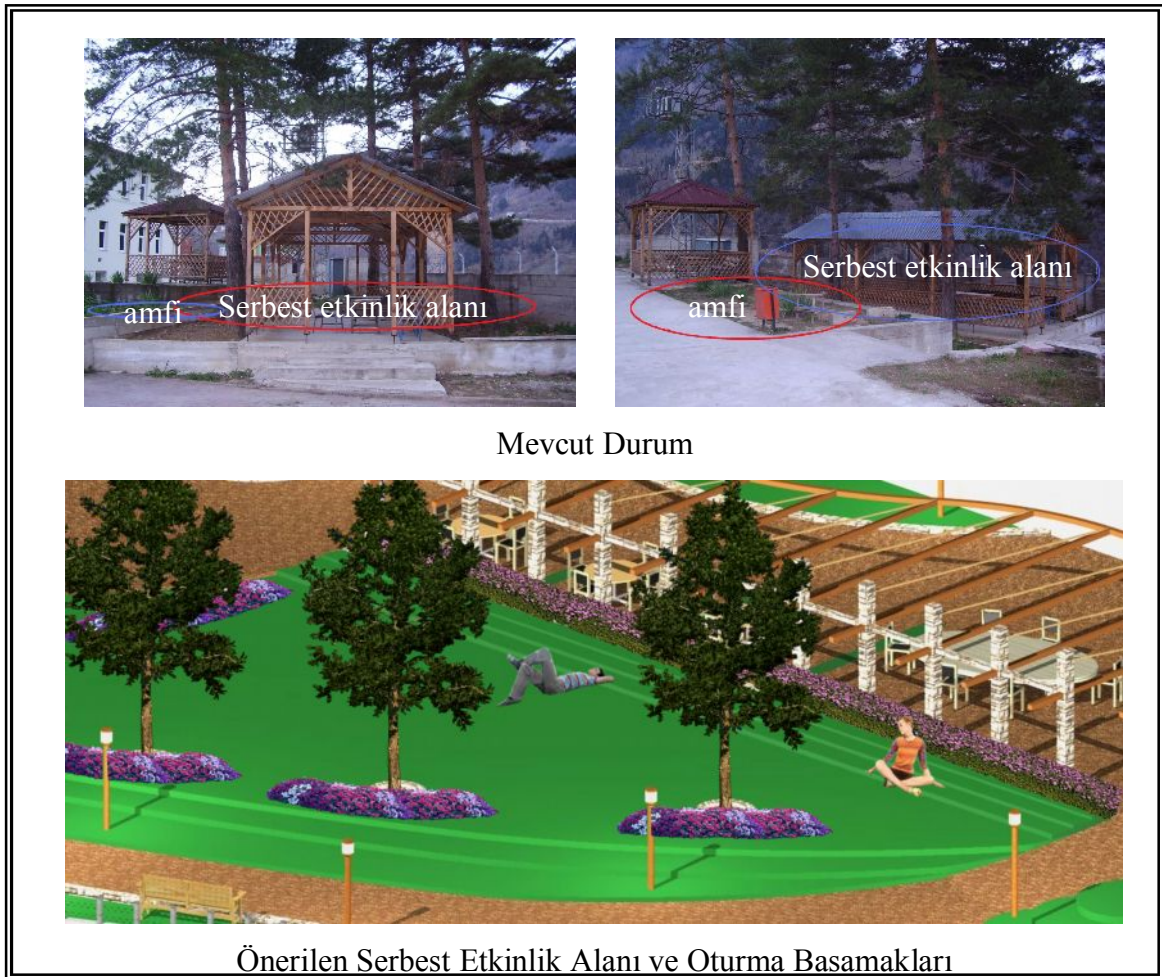 amfi
Serbest etkinlik alanı
Serbest etkinlik alanı
amfi
Mevcut Durum
Önerilen Serbest Etkinlik Alanı ve Oturma Basamakları